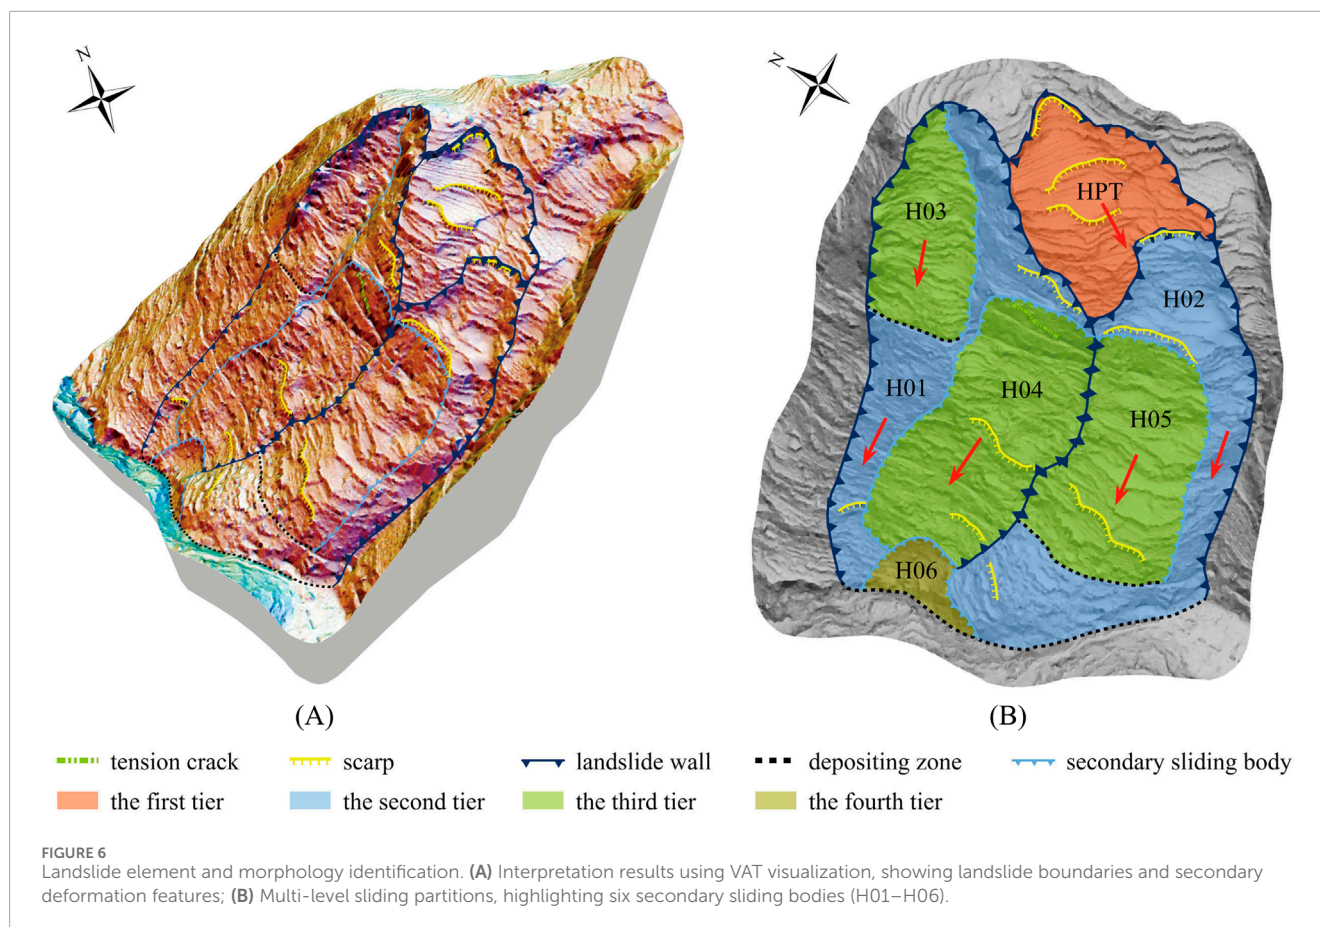 N
N
HPT
H03
H02
H01
H04
H05
H06
(A)
(B)
tension crack
scarp
landslide wall
depositing zone
secondary sliding body
the first tier
the second tier
the third tier
the fourth tier
FIGURE 6
Landslide element and morphology identification. (A) Interpretation results using VAT visualization, showing landslide boundaries and secondary
deformation features; (B) Multi-level sliding partitions, highlighting six secondary sliding bodies (H01–H06).